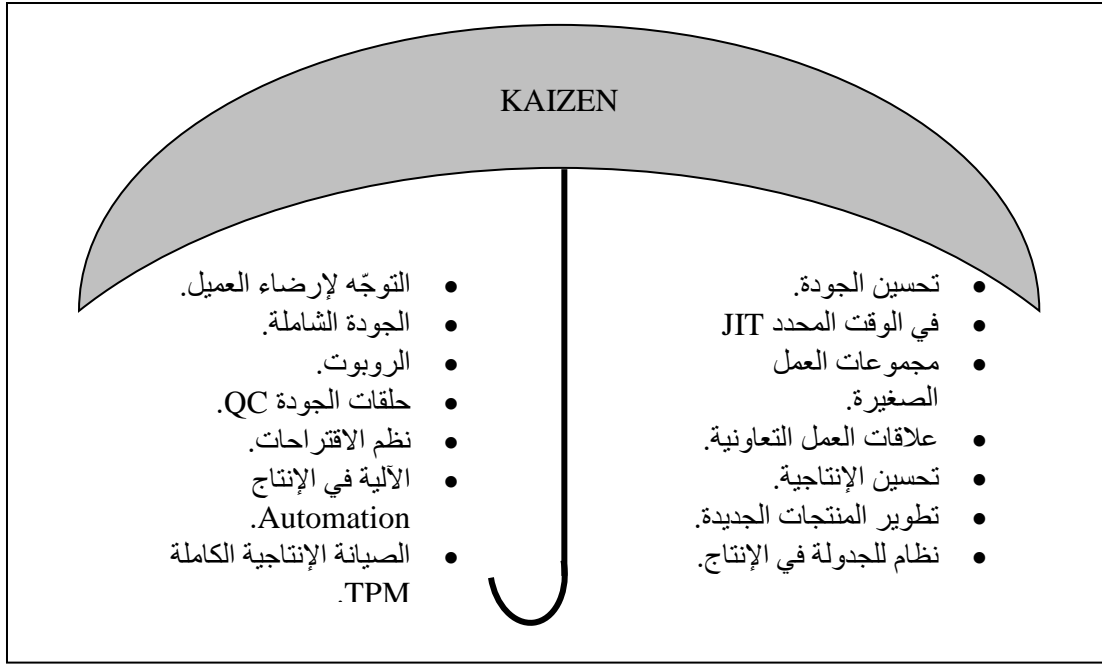 KAIZEN
• تحسين الجودة.
• في الوقت المحدد JIT
• مجموعات العمل
الصغيرة.
• علاقات العمل التعاونية.
• تحسين الإنتاجية.
• تطوير المنتجات الجديدة.
• نظام للجدولة في الإنتاج.
• التوجّه لإرضاء العميل.
• الجودة الشاملة.
• الروبوت.
• حلقات الجودة QC.
• نظم الاقتراحات.
• الآلية في الإنتاج
Automation.
• الصيانة الإنتاجية الكاملة
TPM.